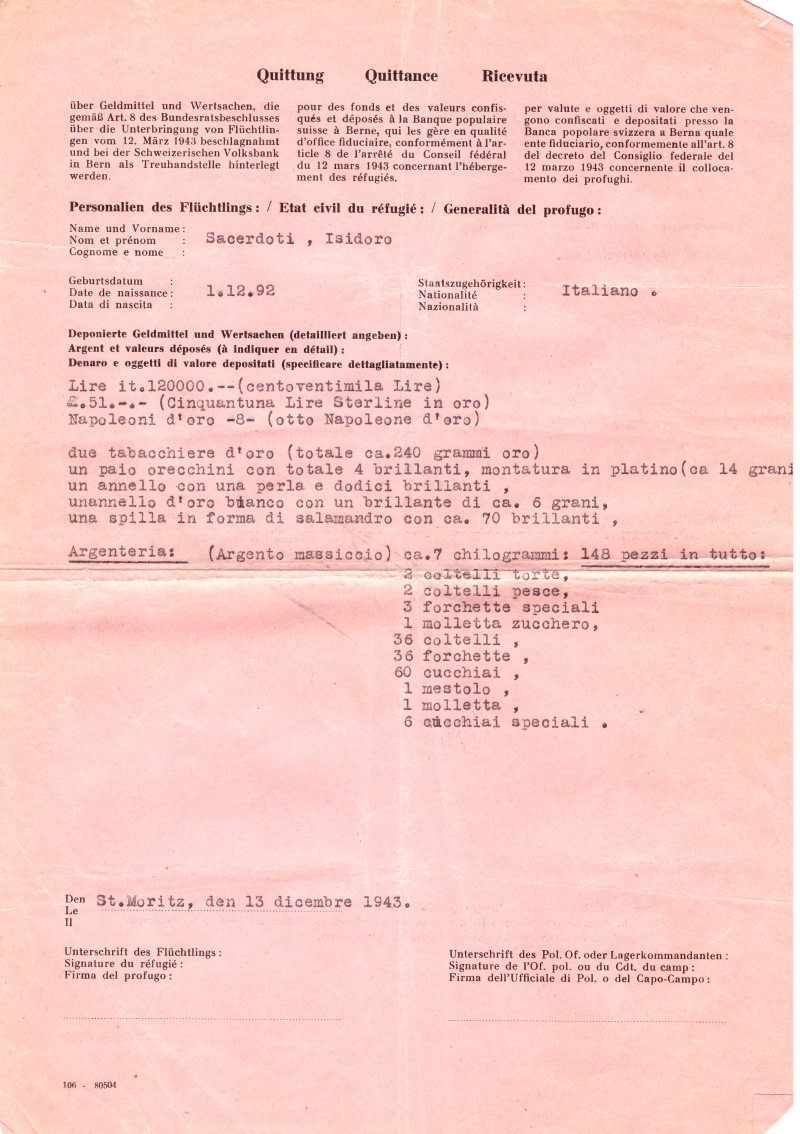 Quittung Quittance Ricevuta
über Geldmittel und Wertsachen, die
gemäß Art. 8 des Bundesratsbeschlusses
über die Unterbringung von Flüchtlin-
gen vom 12. März 1943 beschlagnahmt
und bei der Schweizerischen Volksbank
in Bern als Treuhandstelle hinterlegt
werden.
pour des fonds et des valeurs confis-
qués et déposés à la Banque populaire
suisse à Berne, qui les gère en qualité
d'office fiduciaire, conformément à l'ar-
ticle 8 de l'arrêté du Conseil fédéral
du 12 mars 1943 concernant l'héberge-
ment des réfugiés.
per valute e oggetti di valore che ven-
gono confiscati e depositati presso la
Banca popolare svizzera a Berna quale
ente fiduciario, conformemente all'art. 8
del decreto del Consiglio federale del
12 marzo 1943 concernente il colloca-
mento dei profughi.
Personalien des Flüchtlings: / Etat civil du réfugié: / Generalità del profugo:
Name und Vorname:
Nom et prénom : Sacerdoti , Isidoro
Cognome e nome :
Geburtsdatum :
Date de naissance: 1.12.92
Data di nascita :
Staatszugehörigkeit:
Nationalité : Italiano .
Nazionalità :
Deponierte Geldmittel und Wertsachen (detailliert angeben):
Argent et valeurs déposés (à indiquer en détail):
Denaro e oggetti di valore depositati (specificare dettagliatamente):
Lire it.120000.--(centoventimila Lire)
£.51.-.- (Cinquantuna Lire Sterline in oro)
Napoleoni d'oro -8- (otto Napoleone d'oro)
due tabacchiere d'oro (totale ca.240 grammi oro)
un paio orecchini con totale 4 brillanti, montatura in platino(ca 14 grani
un annello con una perla e dodici brillanti ,
unannello d'oro bianco con un brillante di ca. 6 grani,
una spilla in forma di salamandro con ca. 70 brillanti ,
Argenteria: (Argento massiccio) ca.7 chilogrammi: 148 pezzi in tutto:
2 coltelli torte,
2 coltelli pesce,
3 forchette speciali
1 molletta zucchero,
36 coltelli ,
36 forchette ,
60 cucchiai ,
1 mestolo ,
1 molletta ,
6 cucchiai speciali .
Den St.Moritz, den 13 dicembre 1943.
Le
Il
Unterschrift des Flüchtlings:
Signature du réfugié:
Firma del profugo:
Unterschrift des Pol. Of. oder Lagerkommandanten:
Signature de l'Of. pol. ou du Cdt. du camp:
Firma dell'Ufficiale di Pol. o del Capo-Campo:
106 - 80504